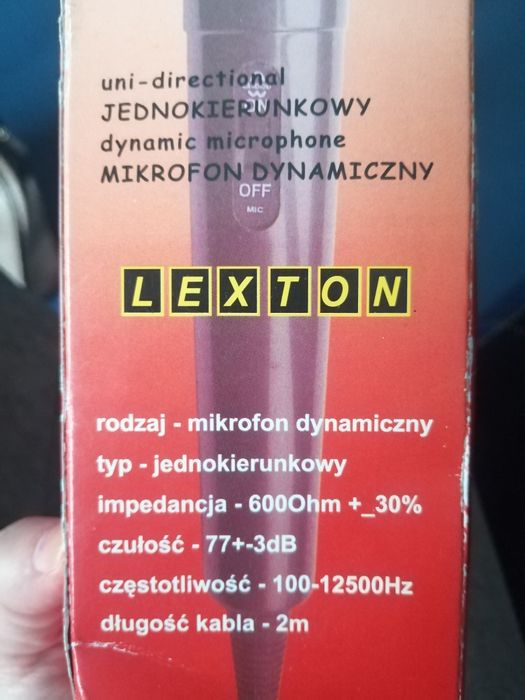 uni-directional
JEDNOKIERUNKOWY
dynamic microphone
MIKROFON DYNAMICZNY
ON
OFF
MIC
LEXTON
rodzaj - mikrofon dynamiczny
typ - jednokierunkowy
impedancja - 600Ohm +_30%
czułość - 77+-3dB
częstotliwość - 100-12500Hz
długość kabla - 2m